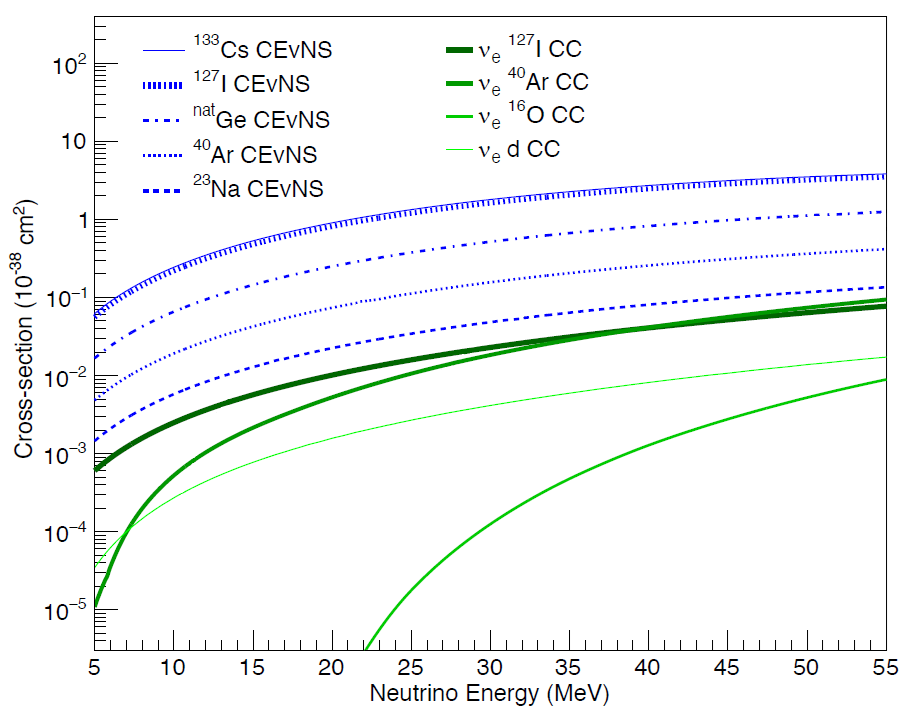 ¹³³Cs CEvNS
¹²⁷I CEvNS
ⁿᵃᵗGe CEvNS
⁴⁰Ar CEvNS
²³Na CEvNS
νₑ ¹²⁷I CC
νₑ ⁴⁰Ar CC
νₑ ¹⁶O CC
νₑ d CC
Cross-section (10⁻³⁸ cm²)
10²
10
1
10⁻¹
10⁻²
10⁻³
10⁻⁴
10⁻⁵
5 10 15 20 25 30 35 40 45 50 55
Neutrino Energy (MeV)